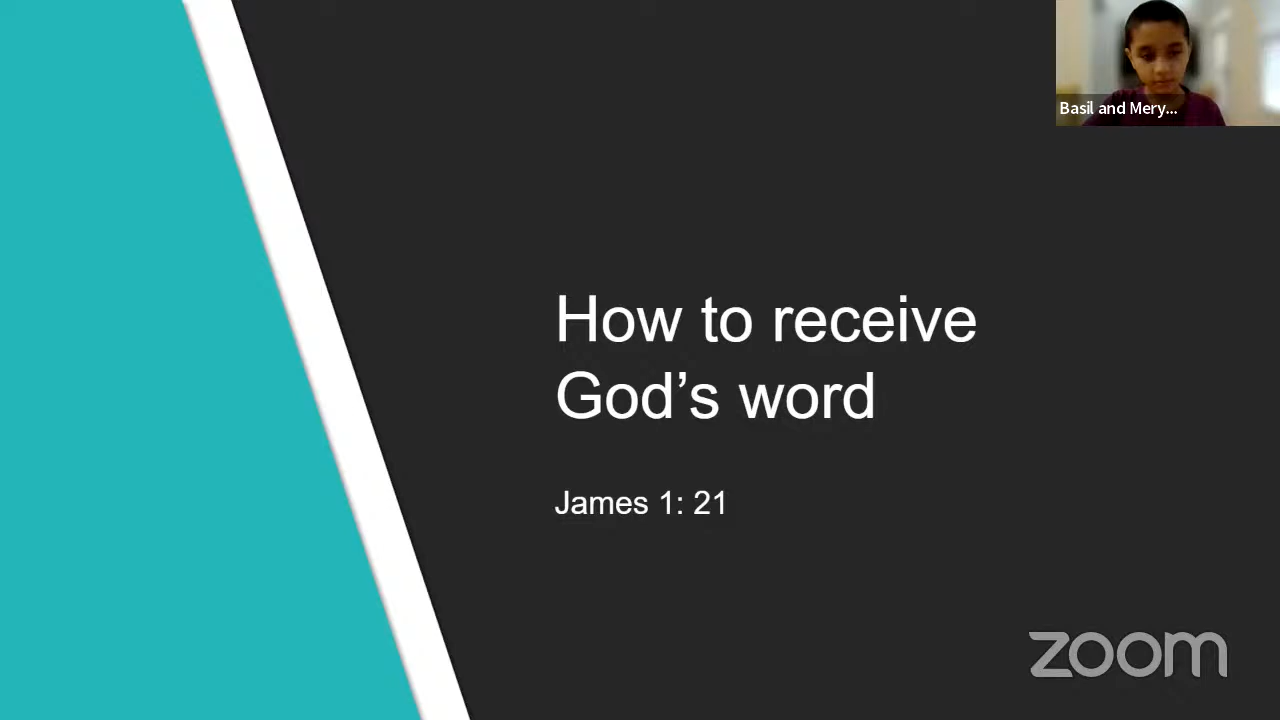 Basil and Mery...
How to receive
God’s word
James 1: 21
zoom